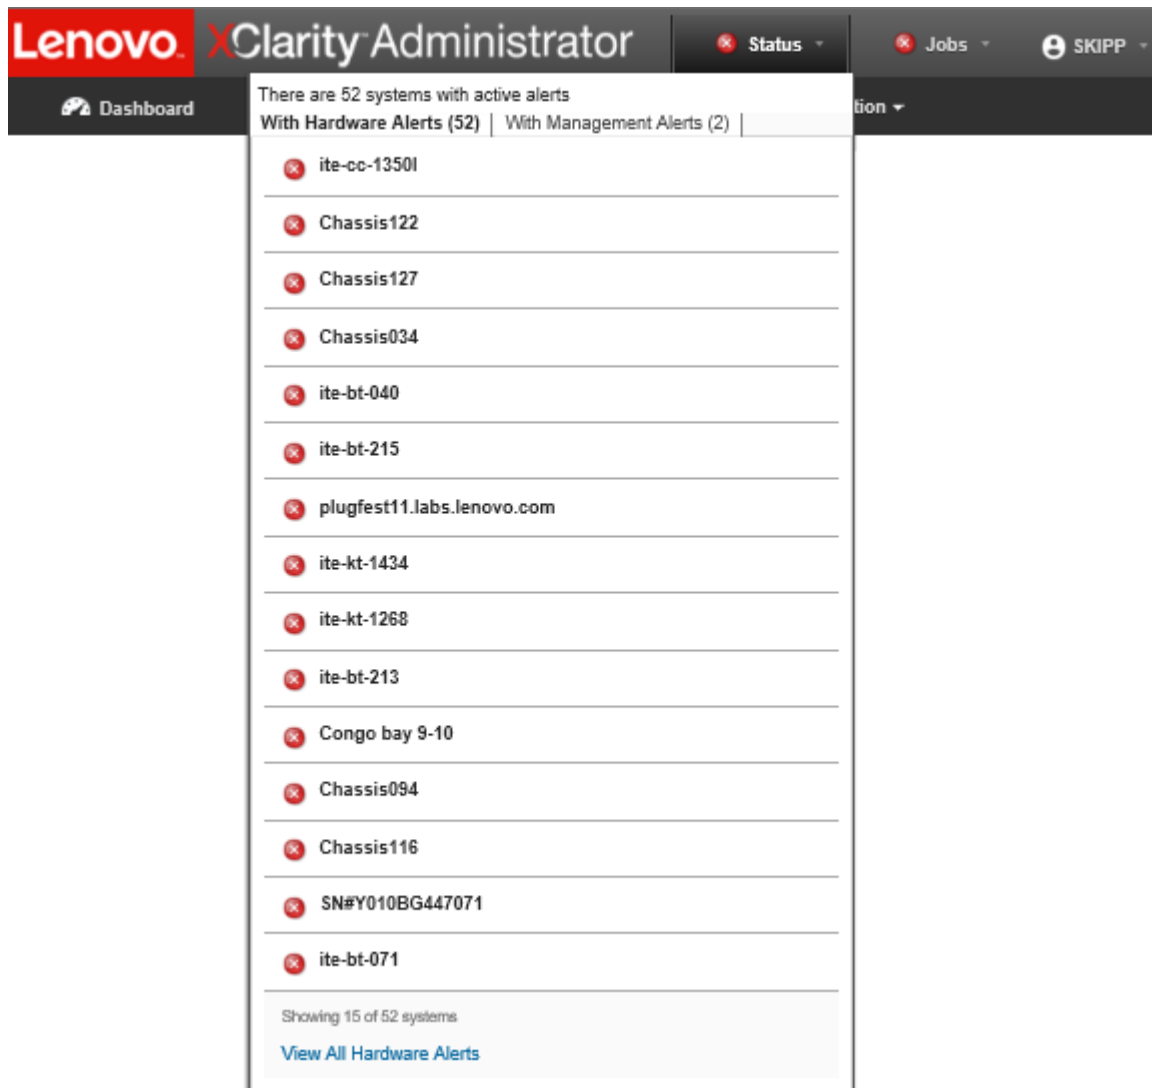 Lenovo XClarity Administrator Status Jobs SKIPP
Dashboard
There are 52 systems with active alerts
With Hardware Alerts (52) | With Management Alerts (2) |
tion
ite-cc-1350l
Chassis122
Chassis127
Chassis034
ite-bt-040
ite-bt-215
plugfest11.labs.lenovo.com
ite-kt-1434
ite-kt-1268
ite-bt-213
Congo bay 9-10
Chassis094
Chassis116
SN#Y010BG447071
ite-bt-071
Showing 15 of 52 systems
View All Hardware Alerts